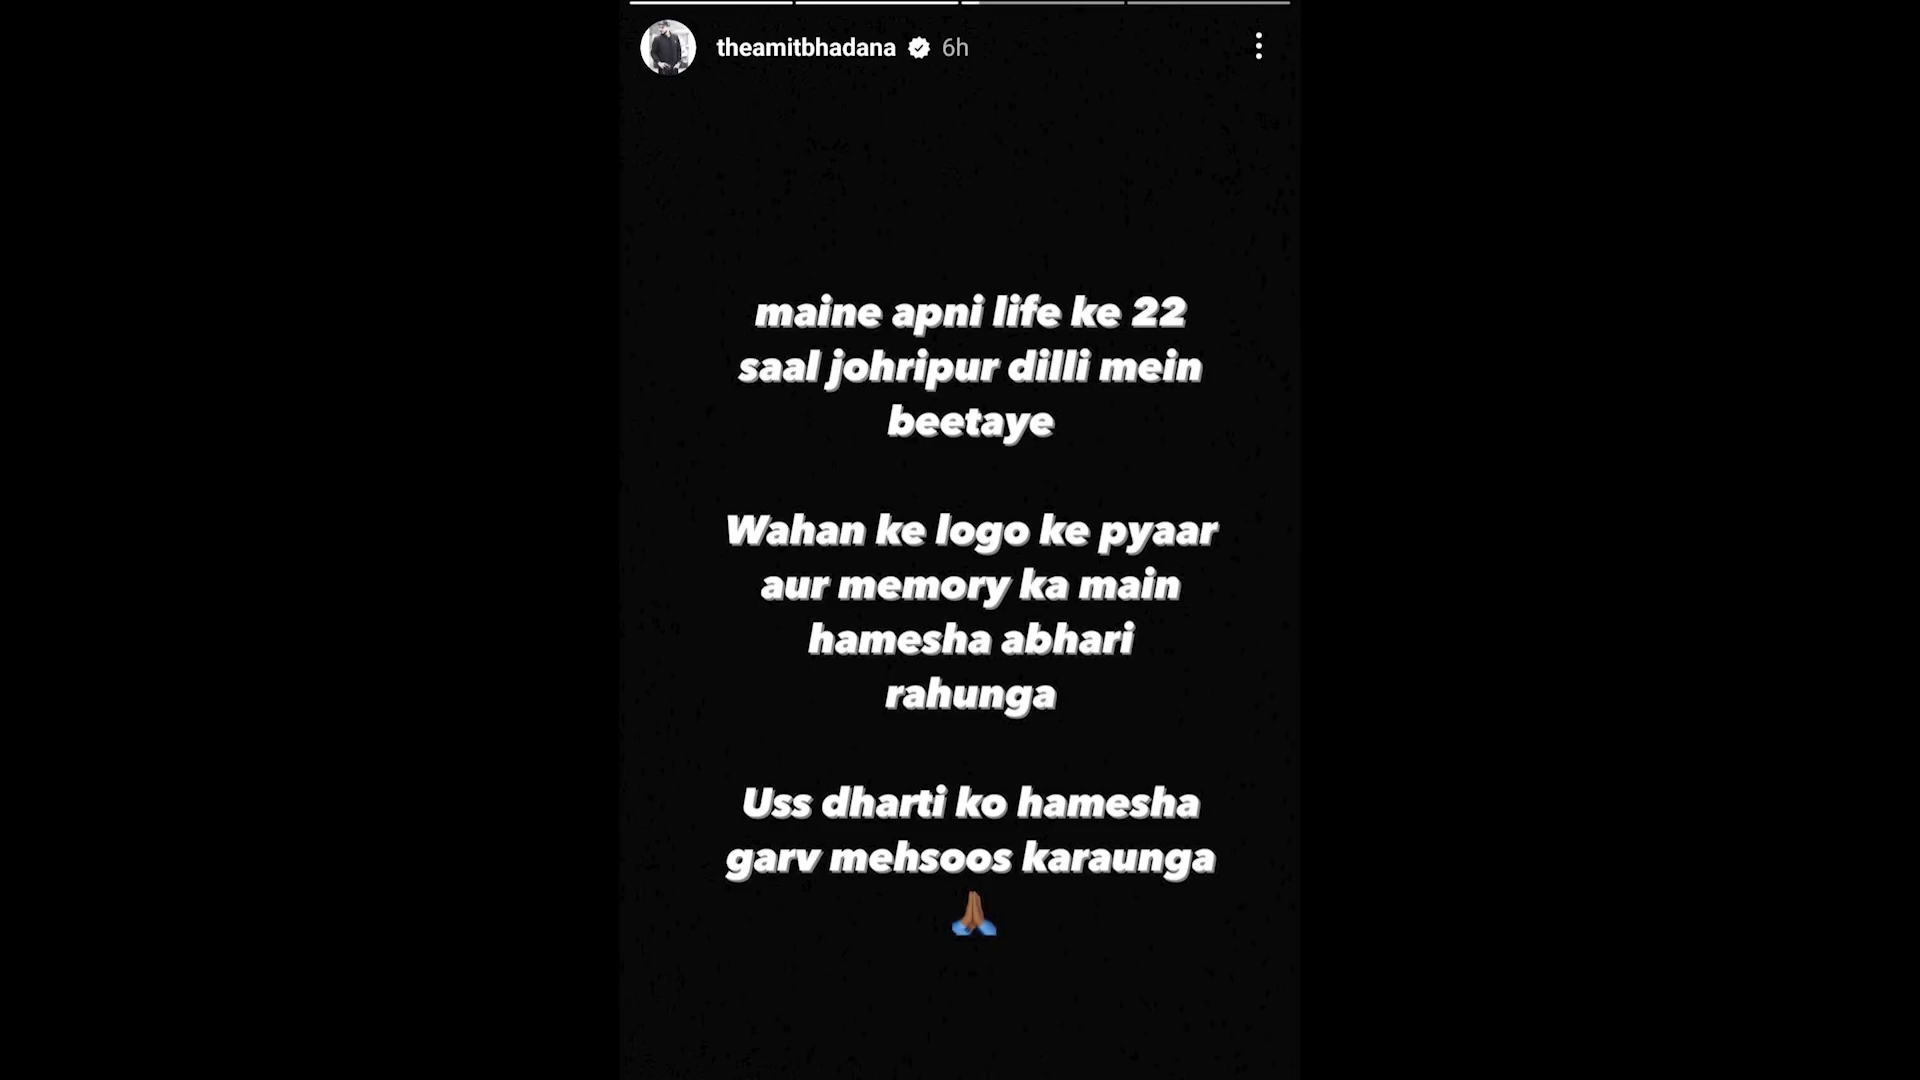 theamitbhadana 6h
maine apni life ke 22
saal johripur dilli mein
beetaye
Wahan ke logo ke pyaar
aur memory ka main
hamesha abhari
rahunga
Uss dharti ko hamesha
garv mehsoos karaunga
🙏🏾